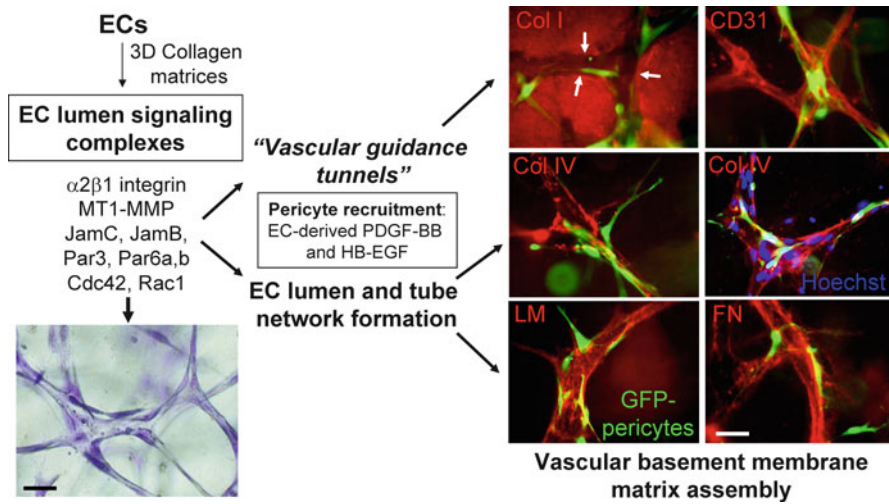 ECs
3D Collagen
matrices
EC lumen signaling
complexes
α2β1 integrin
MT1-MMP
JamC, JamB,
Par3, Par6a,b
Cdc42, Rac1
“Vascular guidance
tunnels”
Pericyte recruitment:
EC-derived PDGF-BB
and HB-EGF
EC lumen and tube
network formation
Col I
CD31
Col IV
Col IV
Hoechst
LM
GFP-
pericytes
FN
Vascular basement membrane
matrix assembly